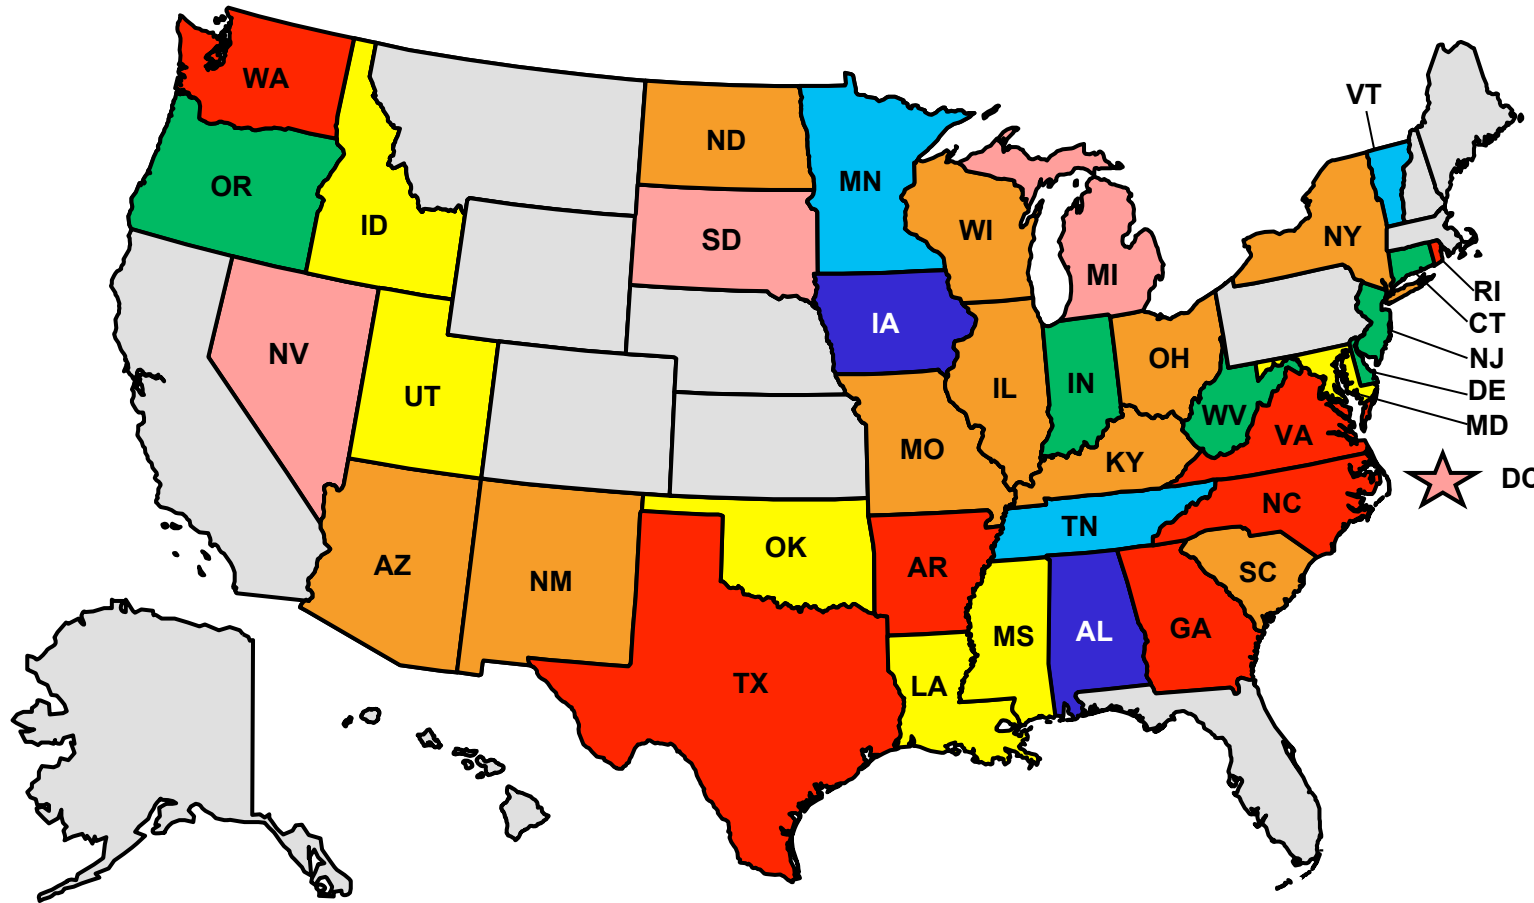 WA
VT
ND
MN
OR
ID
SD
WI
NY
MI
RI
IA
CT
NV
OH
NJ
UT
IL
IN
DE
WV
MD
MO
KY
VA
DC
NC
TN
OK
AZ
NM
AR
SC
MS
AL
GA
TX
LA